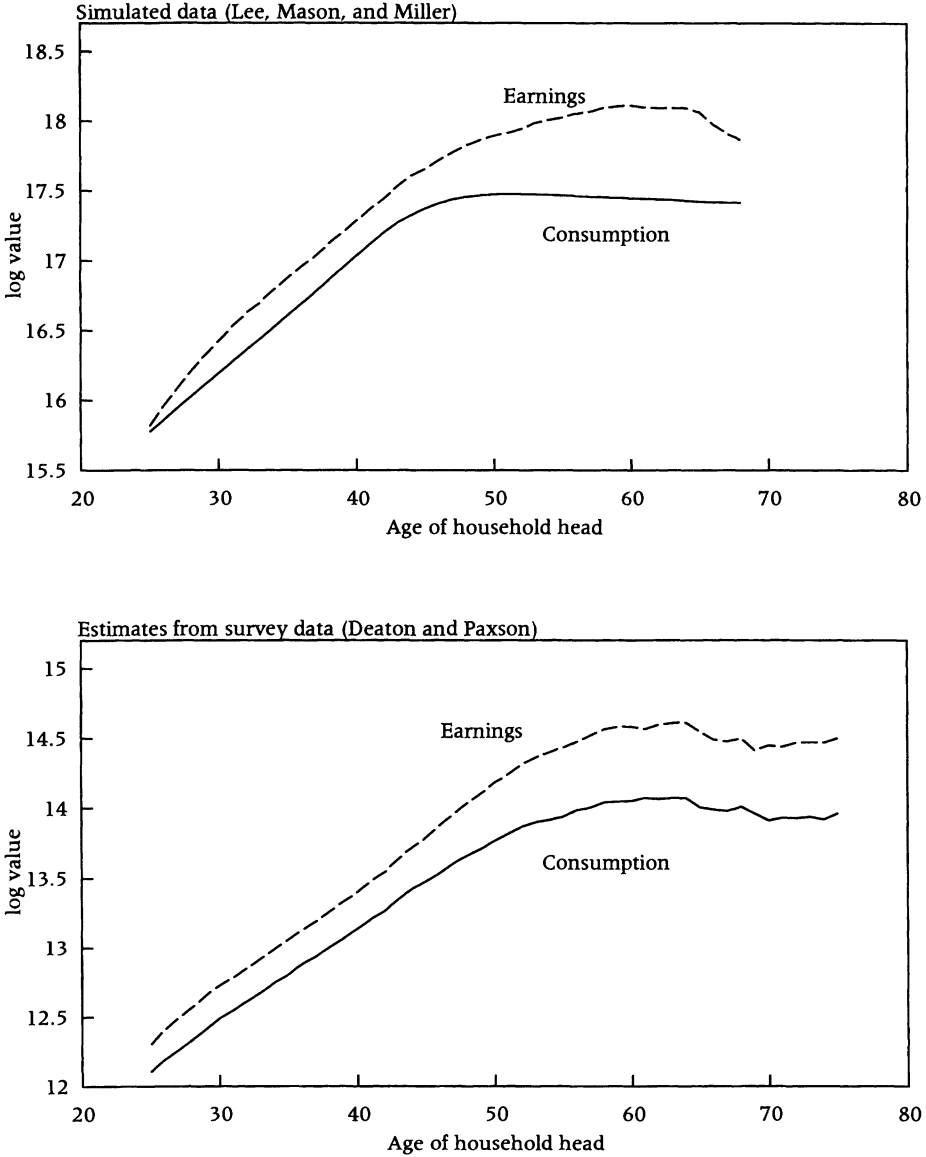 Simulated data (Lee, Mason, and Miller)
18.5
Earnings
18
17.5
Consumption
17
log value
16.5
16
15.5
20 30 40 50 60 70 80
Age of household head
Estimates from survey data (Deaton and Paxson)
15
Earnings
14.5
14
Consumption
log value
13.5
13
12.5
12
20 30 40 50 60 70 80
Age of household head